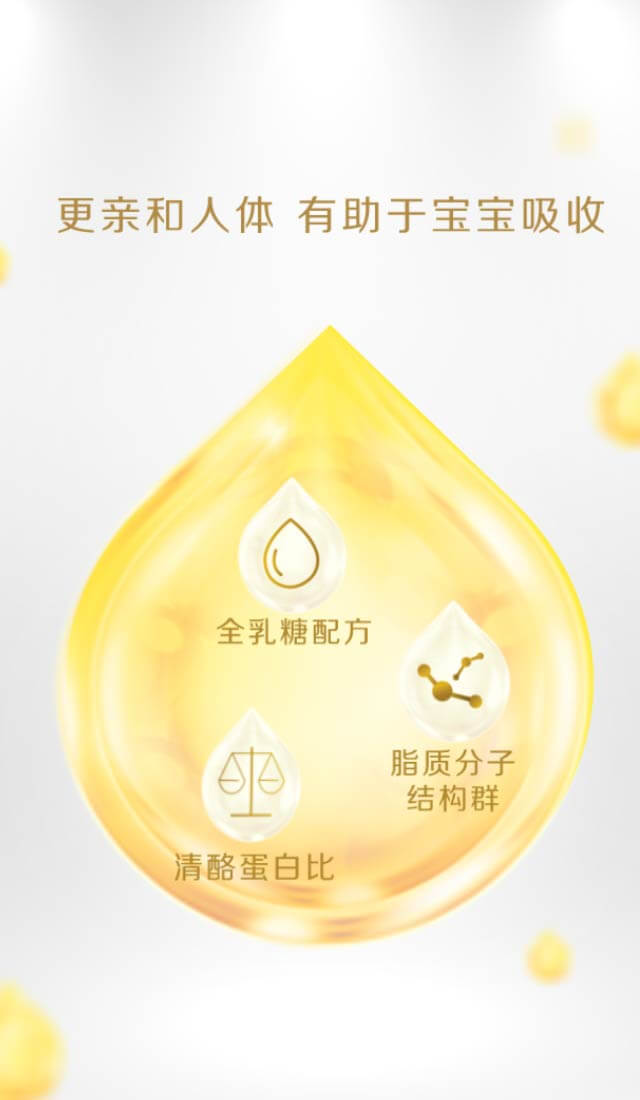 更亲和人体 有助于宝宝吸收
全乳糖配方
脂质分子
结构群
清酪蛋白比